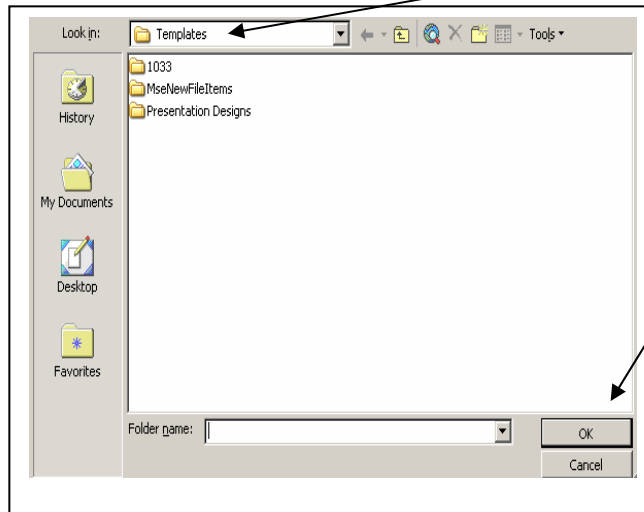 Look in:
Templates
Tools
1033
MseNewFileItems
Presentation Designs
History
My Documents
Desktop
Favorites
Folder name:
OK
Cancel